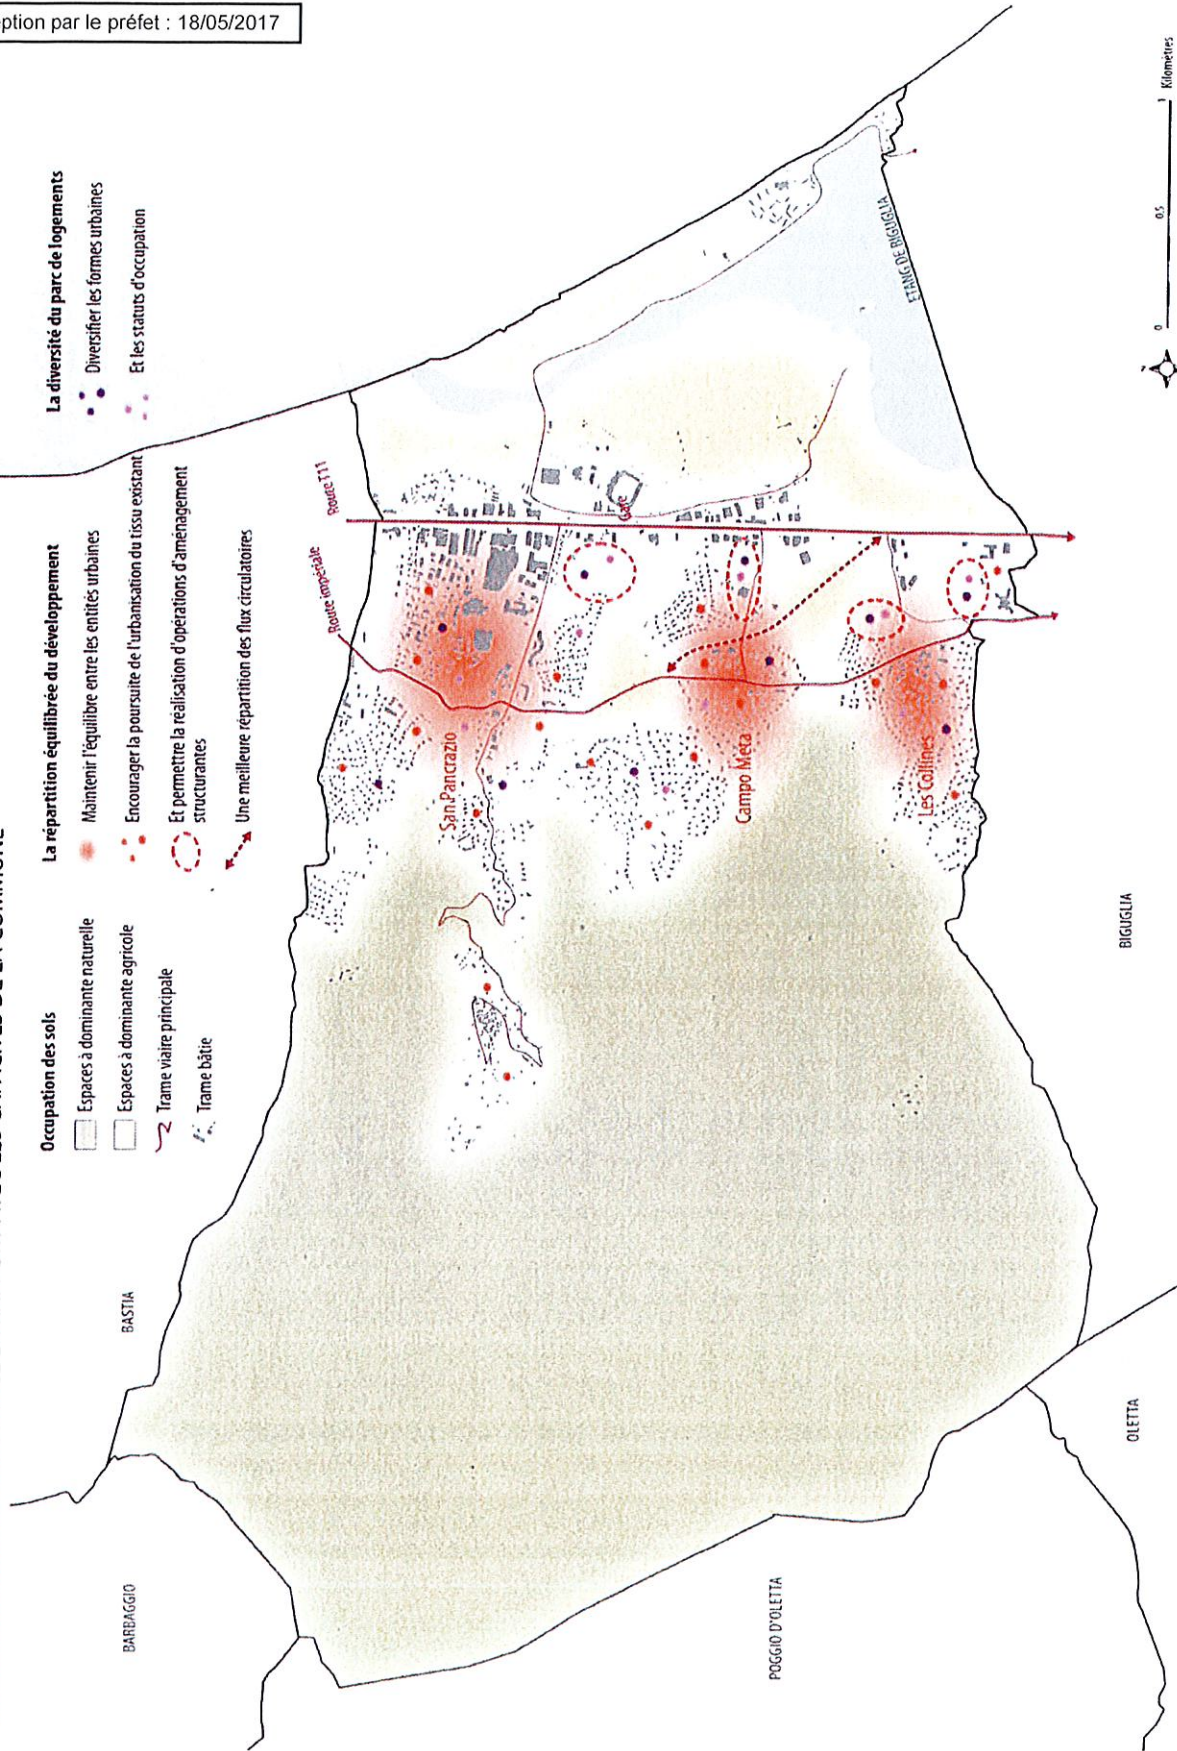 ption par le préfet : 18/05/2017
Occupation des sols
Espaces à dominante naturelle
Espaces à dominante agricole
Trame viaire principale
Trame bâtie
La répartition équilibrée du développement
Maintenir l'équilibre entre les entités urbaines
Encourager la poursuite de l'urbanisation du tissu existant
Et permettre la réalisation d'opérations d'aménagement
structurantes
Une meilleure répartition des flux circulatoires
La diversité du parc de logements
Diversifier les formes urbaines
Et les statuts d'occupation
BARBAGGIO
BASTIA
Route impériale
Route T11
San Pancrazio
Gare
Campo Meta
Les Collines
ETANG DE BIGUGLIA
POGGIO D'OLETTA
OLETTA
BIGUGLIA
N
0
0.5
1
Kilomètres